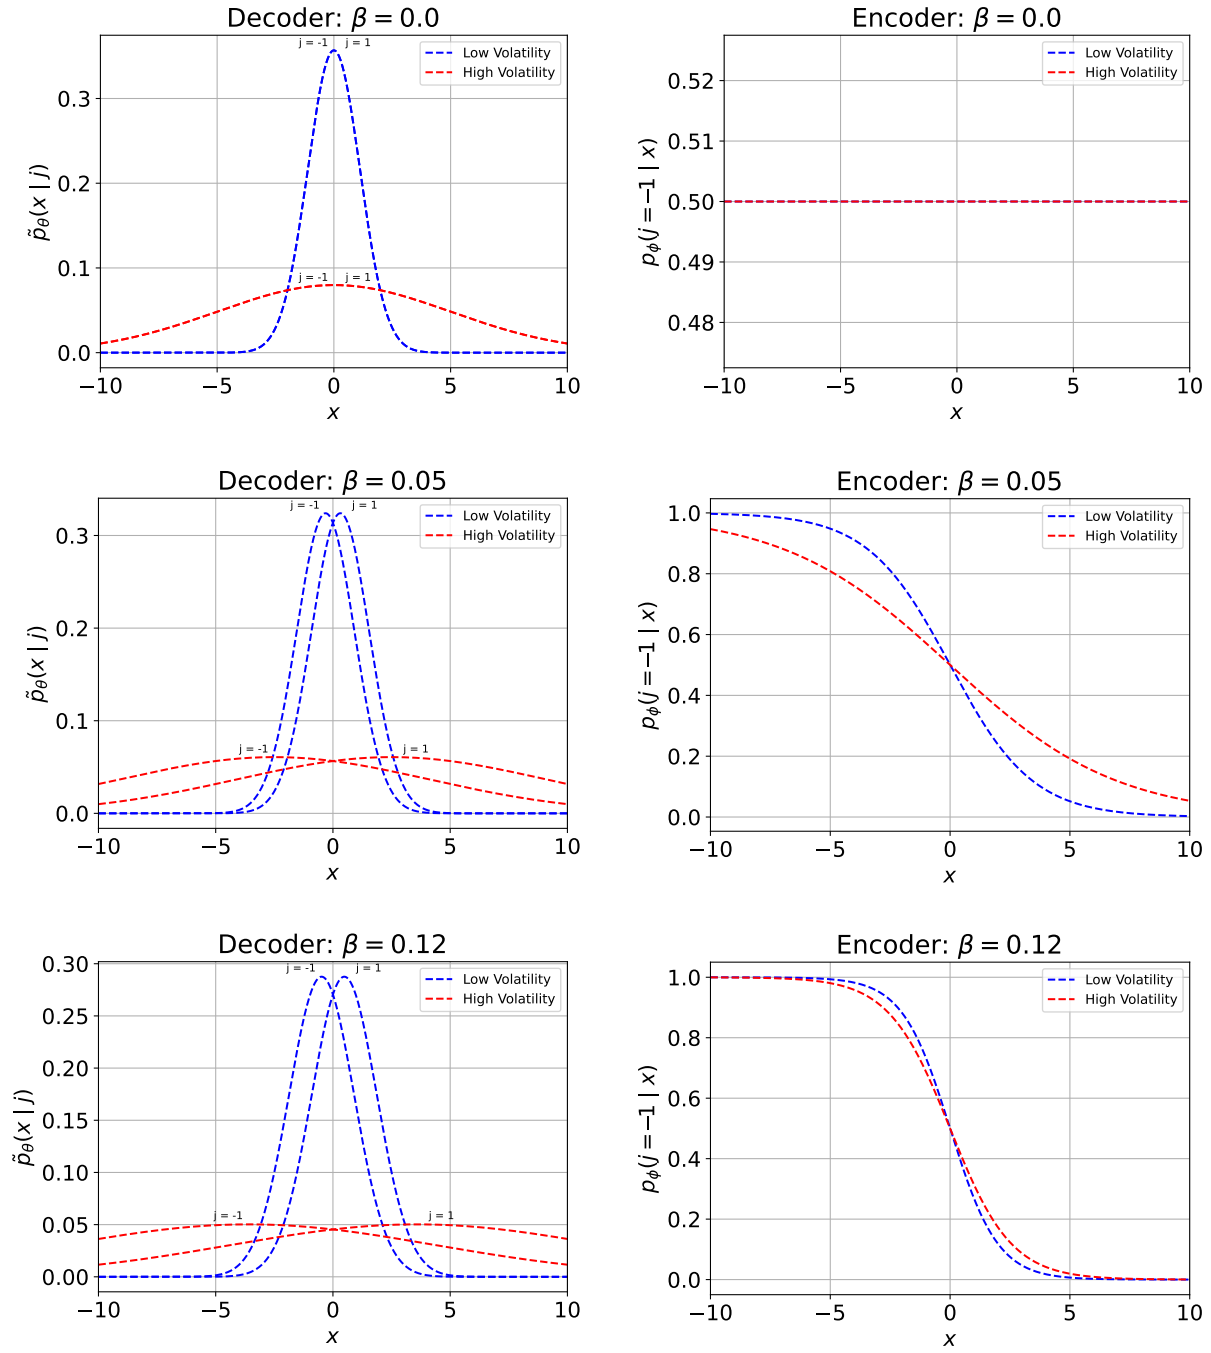 Decoder: β = 0.0
j = -1 j = 1
Low Volatility
High Volatility
j = -1 j = 1
0.3
0.2
0.1
0.0
p̃θ(x | j)
−10 −5 0 5 10
x
Encoder: β = 0.0
Low Volatility
High Volatility
0.52
0.51
0.50
0.49
0.48
pϕ(j = −1 | x)
−10 −5 0 5 10
x
Decoder: β = 0.05
j = -1 j = 1
Low Volatility
High Volatility
j = -1 j = 1
0.3
0.2
0.1
0.0
p̃θ(x | j)
−10 −5 0 5 10
x
Encoder: β = 0.05
Low Volatility
High Volatility
1.0
0.8
0.6
0.4
0.2
0.0
pϕ(j = −1 | x)
−10 −5 0 5 10
x
Decoder: β = 0.12
j = -1 j = 1
Low Volatility
High Volatility
j = -1 j = 1
0.30
0.25
0.20
0.15
0.10
0.05
0.00
p̃θ(x | j)
−10 −5 0 5 10
x
Encoder: β = 0.12
Low Volatility
High Volatility
1.0
0.8
0.6
0.4
0.2
0.0
pϕ(j = −1 | x)
−10 −5 0 5 10
x